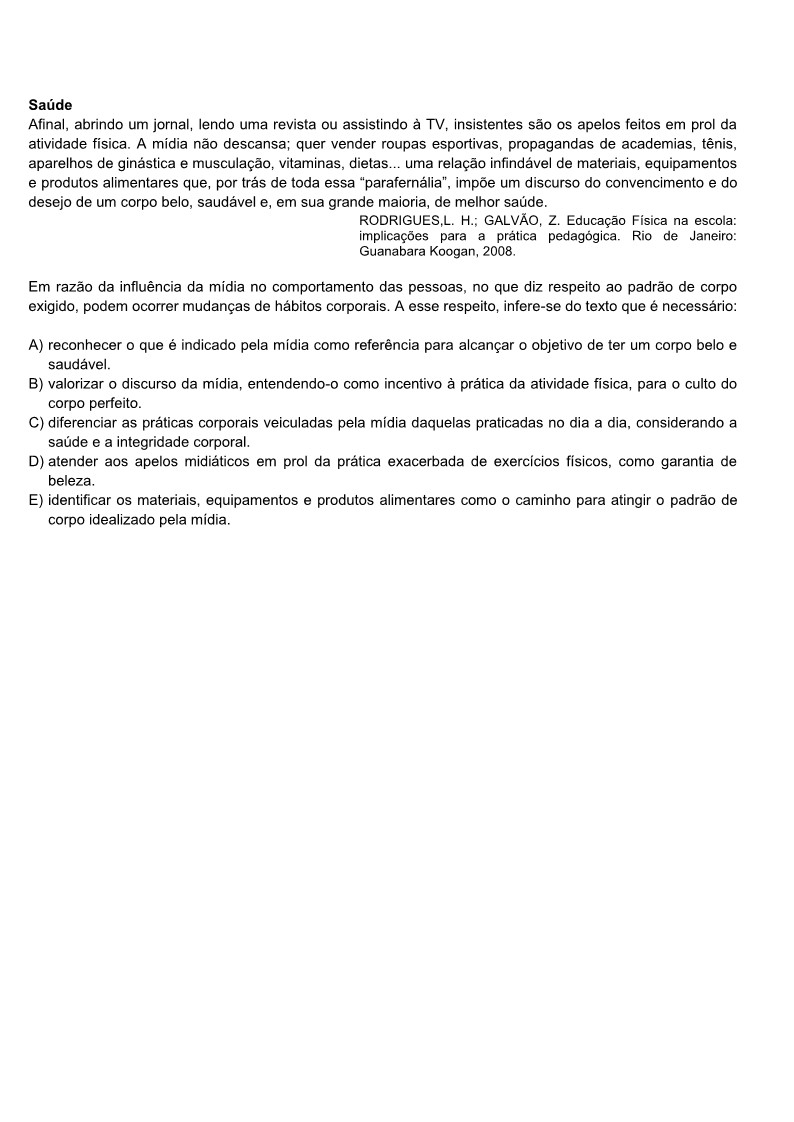 Saúde
Afinal, abrindo um jornal, lendo uma revista ou assistindo à TV, insistentes são os apelos feitos em prol da
atividade física. A mídia não descansa; quer vender roupas esportivas, propagandas de academias, tênis,
aparelhos de ginástica e musculação, vitaminas, dietas... uma relação infindável de materiais, equipamentos
e produtos alimentares que, por trás de toda essa “parafernália”, impõe um discurso do convencimento e do
desejo de um corpo belo, saudável e, em sua grande maioria, de melhor saúde.
RODRIGUES,L. H.; GALVÃO, Z. Educação Física na escola:
implicações para a prática pedagógica. Rio de Janeiro:
Guanabara Koogan, 2008.
Em razão da influência da mídia no comportamento das pessoas, no que diz respeito ao padrão de corpo
exigido, podem ocorrer mudanças de hábitos corporais. A esse respeito, infere-se do texto que é necessário:
A) reconhecer o que é indicado pela mídia como referência para alcançar o objetivo de ter um corpo belo e
saudável.
B) valorizar o discurso da mídia, entendendo-o como incentivo à prática da atividade física, para o culto do
corpo perfeito.
C) diferenciar as práticas corporais veiculadas pela mídia daquelas praticadas no dia a dia, considerando a
saúde e a integridade corporal.
D) atender aos apelos midiáticos em prol da prática exacerbada de exercícios físicos, como garantia de
beleza.
E) identificar os materiais, equipamentos e produtos alimentares como o caminho para atingir o padrão de
corpo idealizado pela mídia.